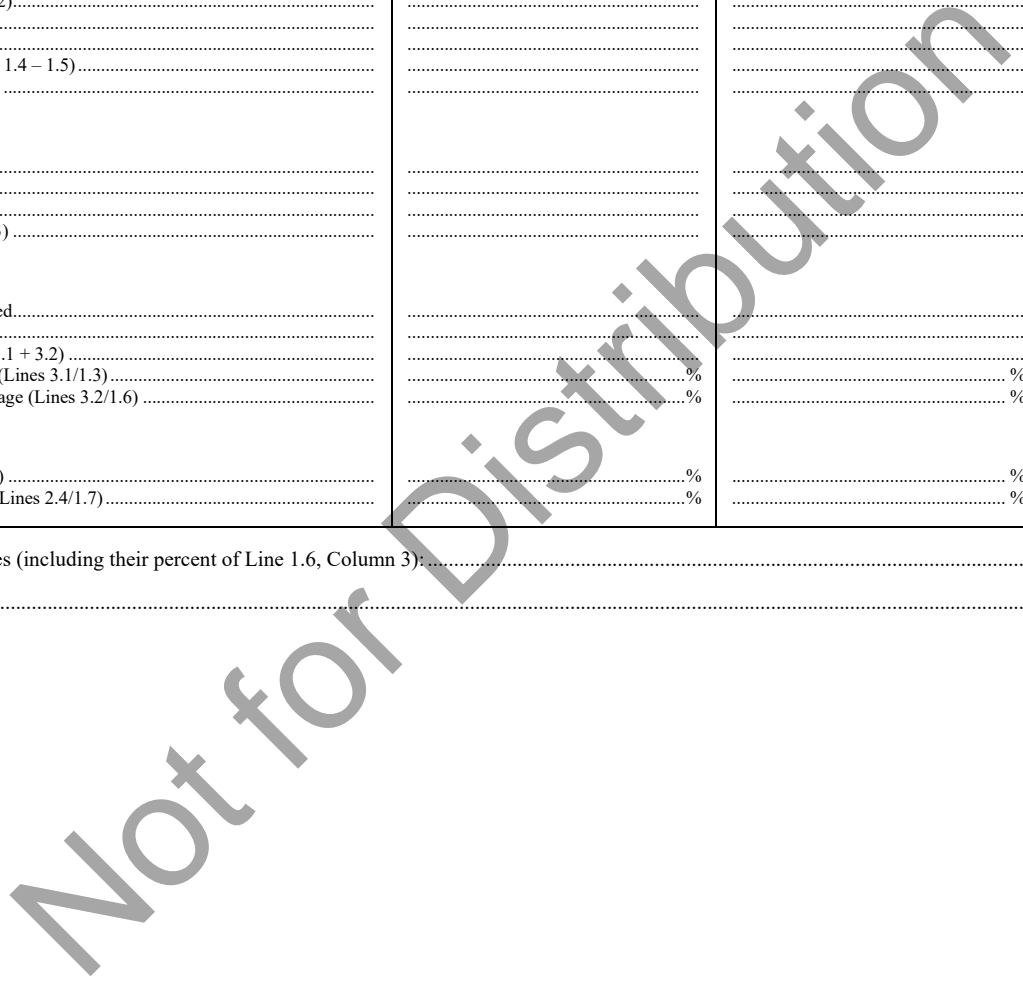 2)
1.4 – 1.5)
)
ed
.1 + 3.2)
(Lines 3.1/1.3) % %
age (Lines 3.2/1.6) % %
) % %
Lines 2.4/1.7) % %
es (including their percent of Line 1.6, Column 3):
Not for Distribution